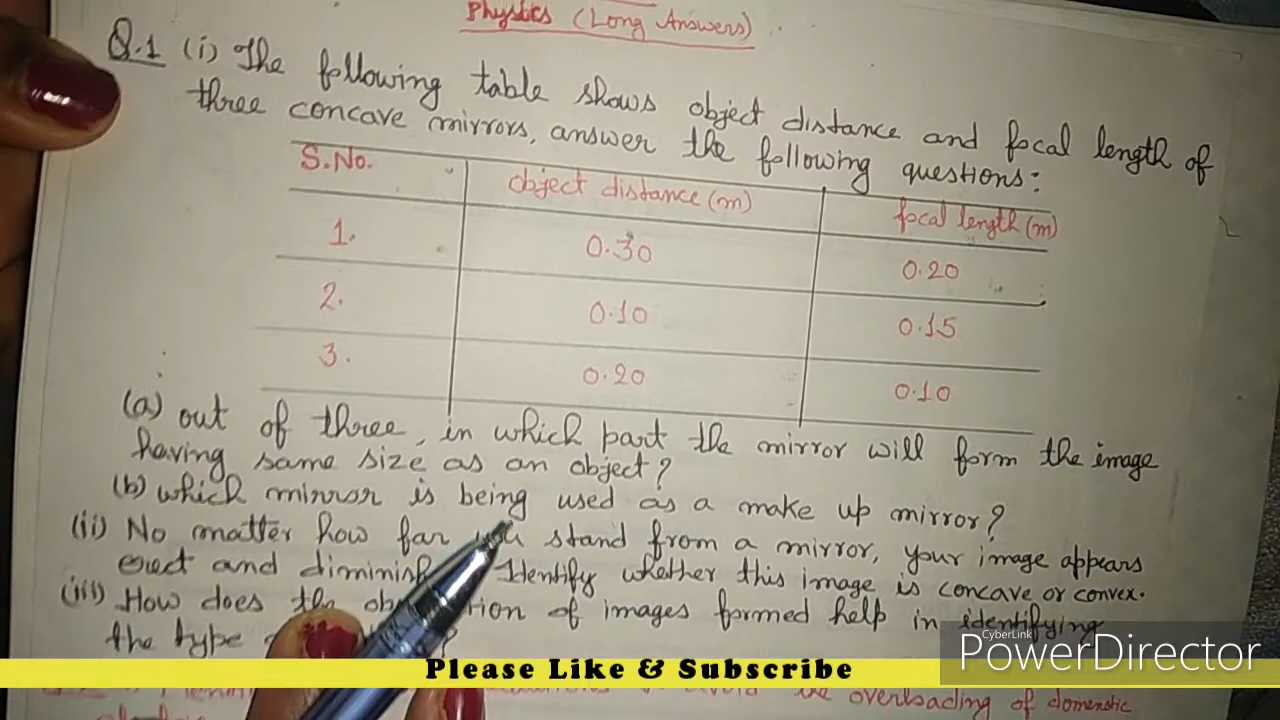 Physics (Long Answers)
Q.1 (i) The following table shows object distance and focal length of
three concave mirrors, answer the following questions:
S.No. object distance (m) focal length (m)
1. 0.30 0.20
2. 0.10 0.15
3. 0.20 0.10
(a) out of three, in which part the mirror will form the image
having same size as an object?
(b) which mirror is being used as a make up mirror?
(ii) No matter how far you stand from a mirror, your image appears
erect and diminish Identify whether this image is concave or convex.
(iii) How does the of images formed help in identifying
the type ?
CyberLink
PowerDirector
Please Like & Subscribe
the overloading of domestic